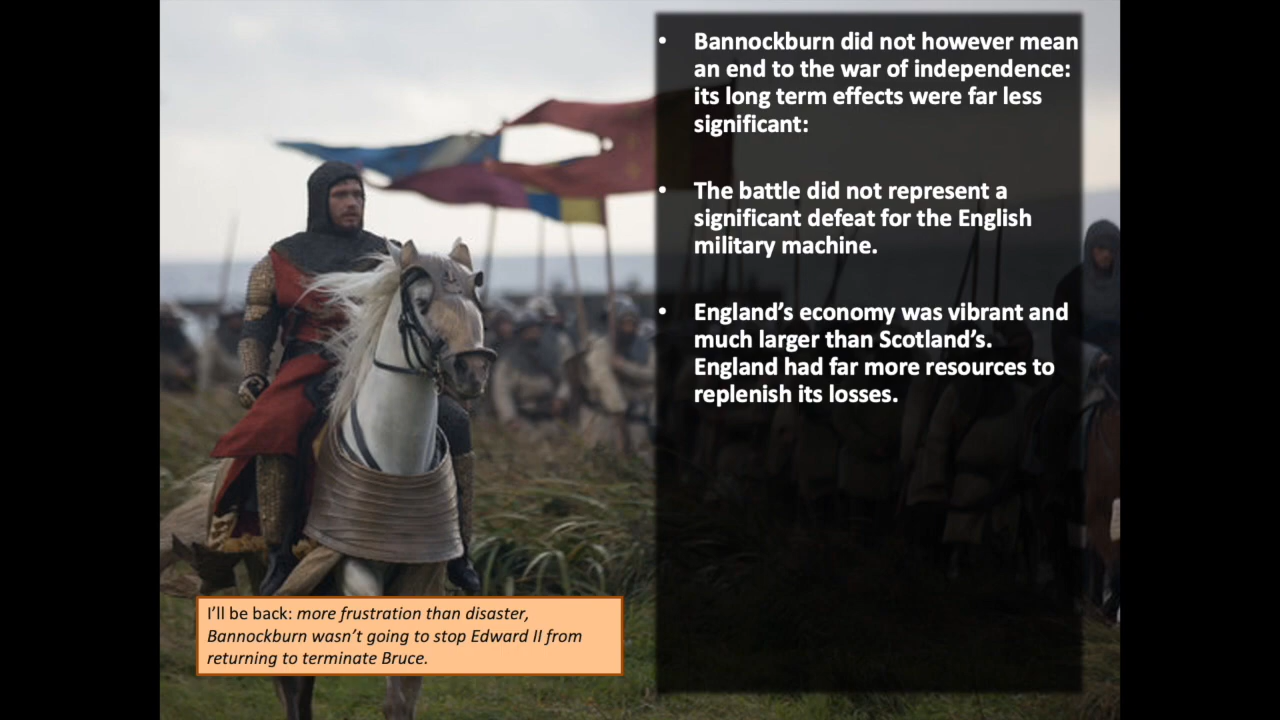 • Bannockburn did not however mean
an end to the war of independence:
its long term effects were far less
significant:
• The battle did not represent a
significant defeat for the English
military machine.
• England’s economy was vibrant and
much larger than Scotland’s.
England had far more resources to
replenish its losses.
I’ll be back: more frustration than disaster,
Bannockburn wasn’t going to stop Edward II from
returning to terminate Bruce.